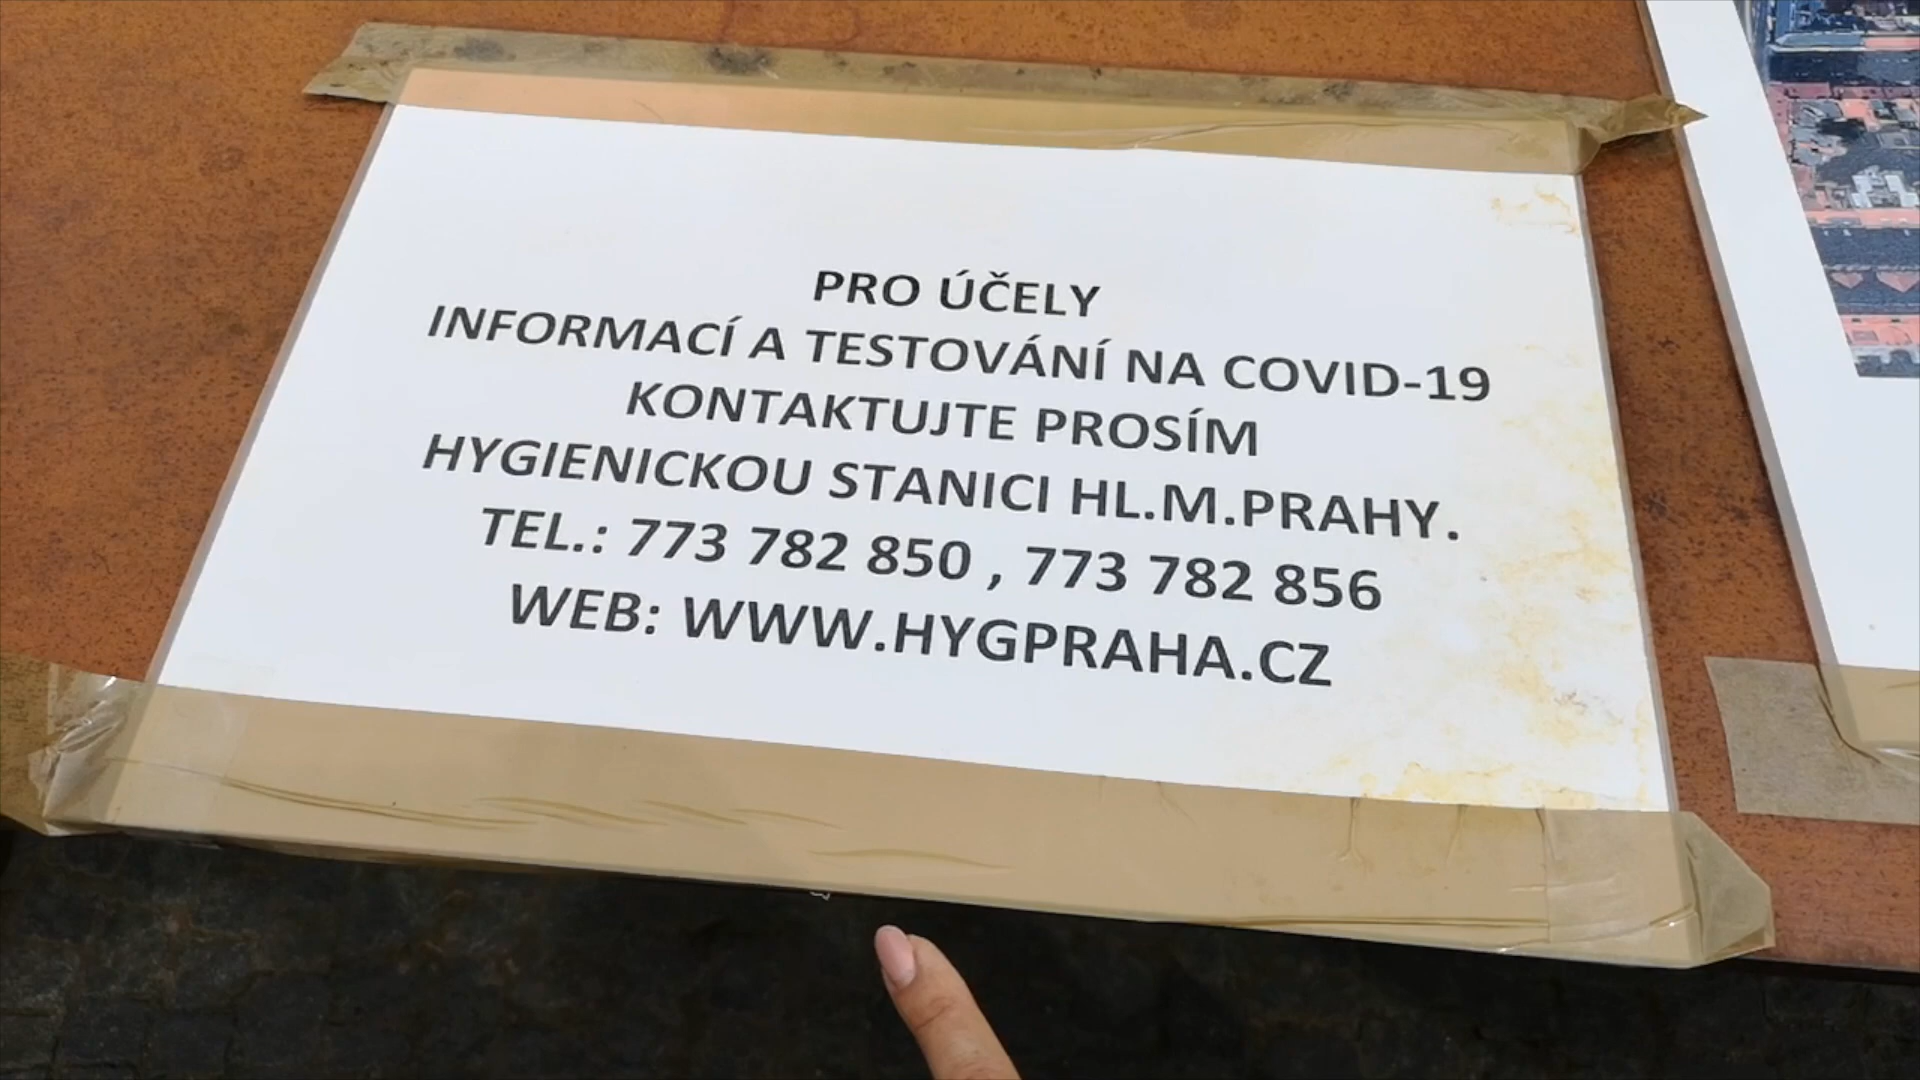 PRO ÚČELY
INFORMACÍ A TESTOVÁNÍ NA COVID-19
KONTAKTUJTE PROSÍM
HYGIENICKOU STANICI HL.M.PRAHY.
TEL.: 773 782 850 , 773 782 856
WEB: WWW.HYGPRAHA.CZ